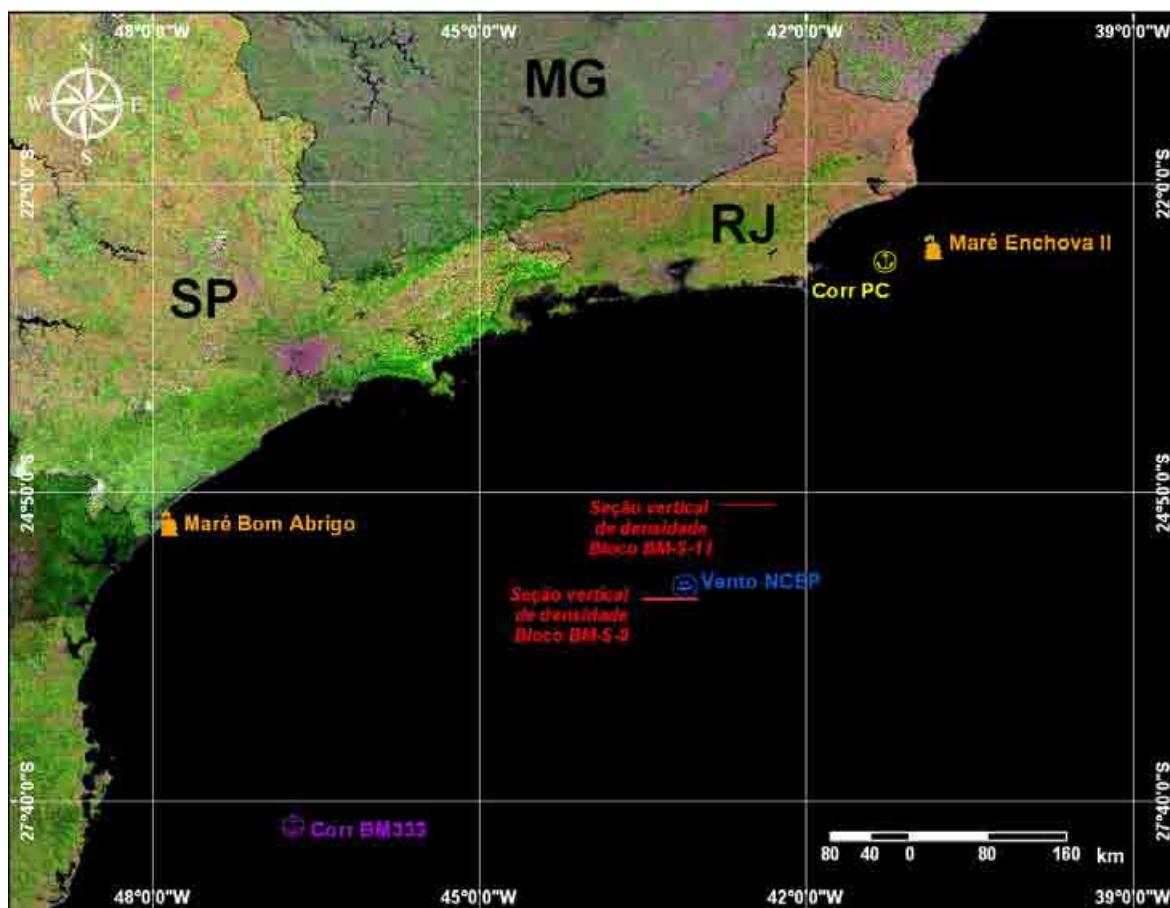 48°0'0"W 45°0'0"W 42°0'0"W 39°0'0"W
N
W E
S
MG
22°0'0"S 22°0'0"S
RJ
Maré Enchova II
Corr PC
SP
24°50'0"S 24°50'0"S
Seção vertical
de densidade
Bloco BM-S-11
Maré Bom Abrigo
Vento NCEP
Seção vertical
de densidade
Bloco BM-S-9
27°40'0"S 27°40'0"S
Corr BM333
80 40 0 80 160 km
48°0'0"W 45°0'0"W 42°0'0"W 39°0'0"W